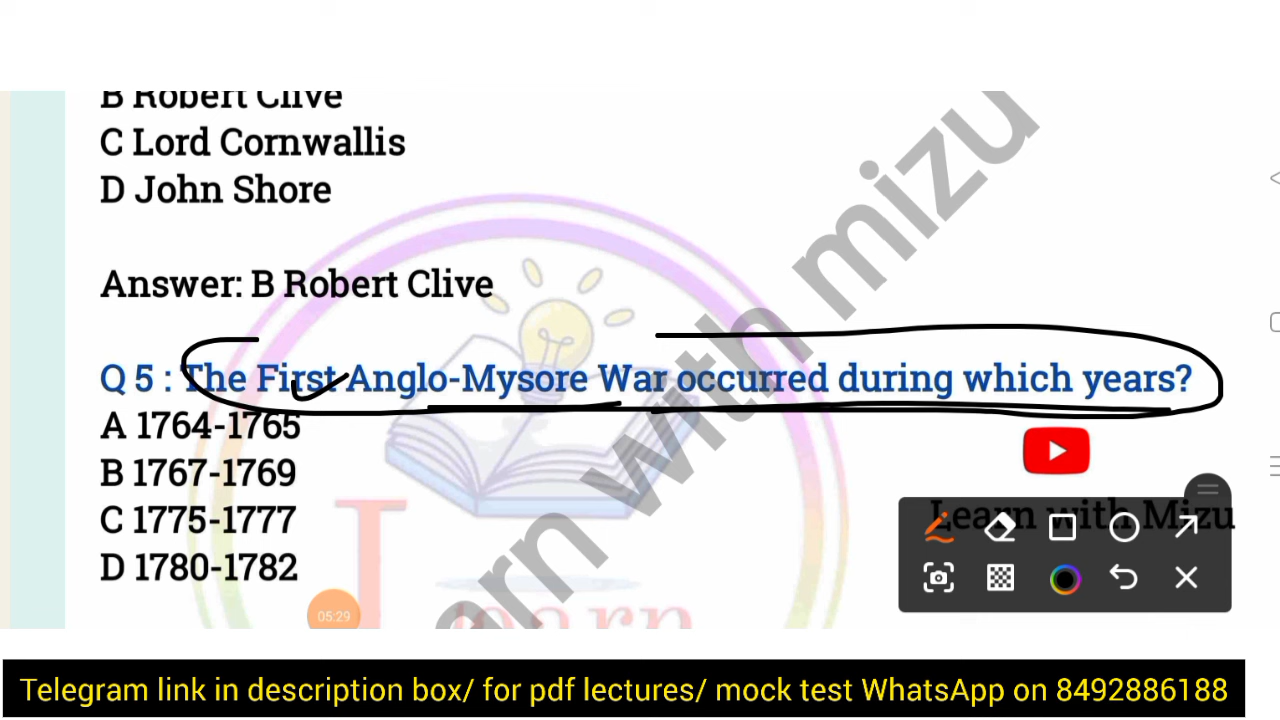 B Robert Clive
C Lord Cornwallis
D John Shore
Answer: B Robert Clive
Q 5 : The First Anglo-Mysore War occurred during which years?
A 1764-1765
B 1767-1769
C 1775-1777
D 1780-1782
Learn with Mizu
05:29
earn
arn with mizu
Telegram link in description box/ for pdf lectures/ mock test WhatsApp on 8492886188